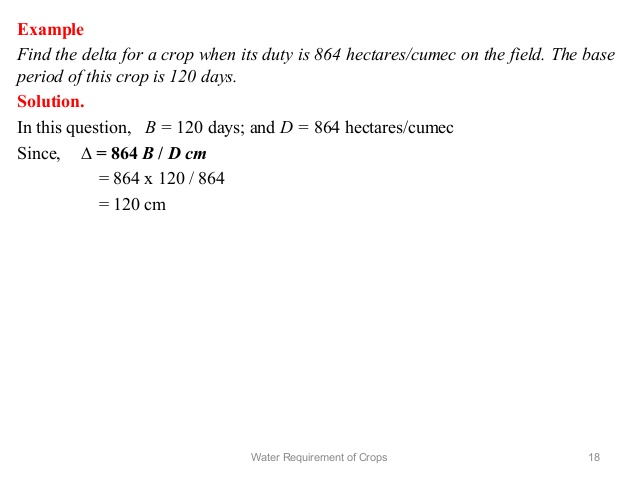 Example
Find the delta for a crop when its duty is 864 hectares/cumec on the field. The base
period of this crop is 120 days.
Solution.
In this question, B = 120 days; and D = 864 hectares/cumec
Since, Δ = 864 B / D cm
= 864 x 120 / 864
= 120 cm
Water Requirement of Crops 18